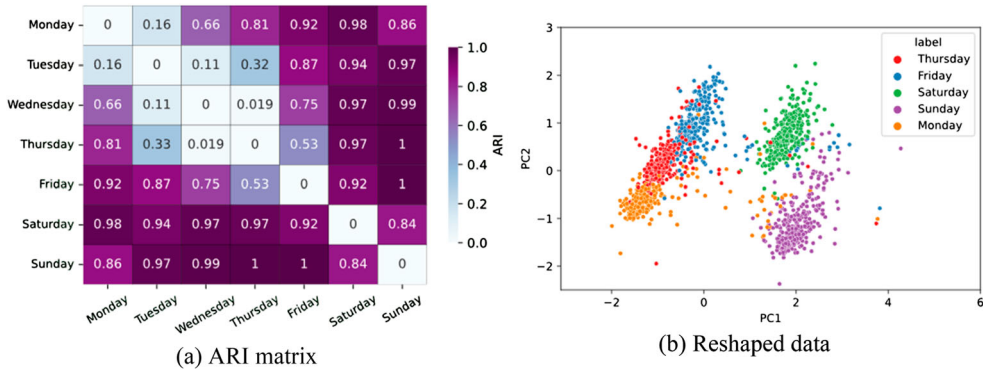 Monday 0 0.16 0.66 0.81 0.92 0.98 0.86
Tuesday 0.16 0 0.11 0.32 0.87 0.94 0.97
Wednesday 0.66 0.11 0 0.019 0.75 0.97 0.99
Thursday 0.81 0.33 0.019 0 0.53 0.97 1
Friday 0.92 0.87 0.75 0.53 0 0.92 1
Saturday 0.98 0.94 0.97 0.97 0.92 0 0.84
Sunday 0.86 0.97 0.99 1 1 0.84 0
Monday Tuesday Wednesday Thursday Friday Saturday Sunday
1.0
0.8
0.6
0.4
0.2
0.0
ARI
(a) ARI matrix
label
Thursday
Friday
Saturday
Sunday
Monday
3
2
1
0
−1
−2
PC2
−2 0 2 4 6
PC1
(b) Reshaped data